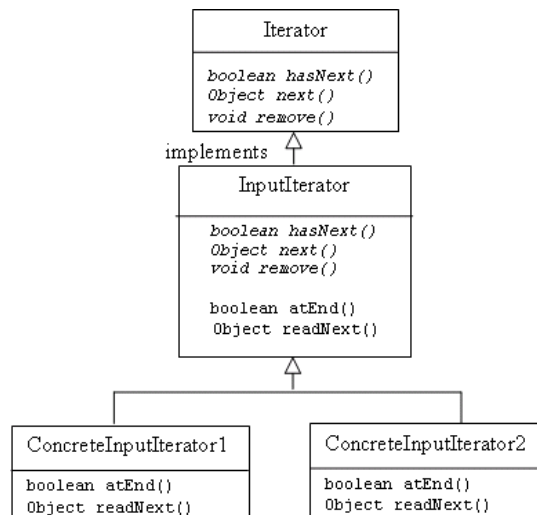 Iterator
boolean hasNext()
Object next()
void remove()
implements
InputIterator
boolean hasNext()
Object next()
void remove()
boolean atEnd()
Object readNext()
ConcreteInputIterator1
boolean atEnd()
Object readNext()
ConcreteInputIterator2
boolean atEnd()
Object readNext()